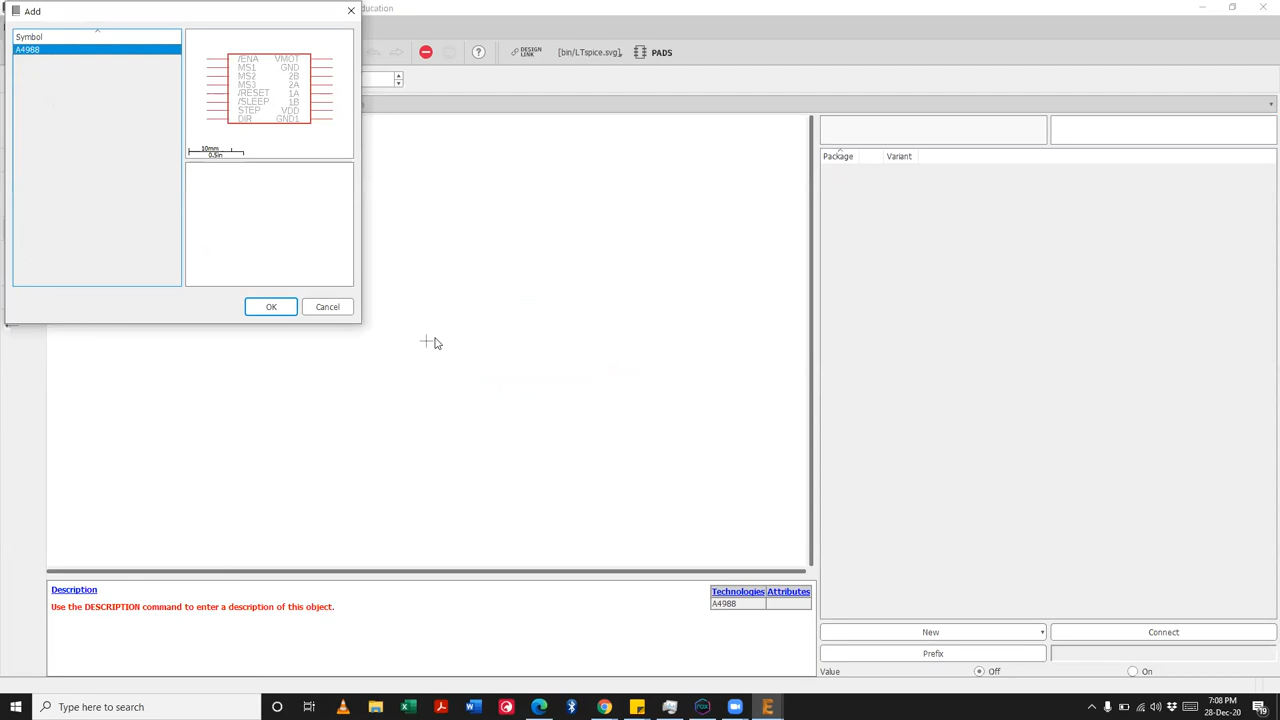 Add
ducation
Symbol
A4988
/ENA VMOT
MS1 GND
MS2 2B
MS3 2A
/RESET 1A
/SLEEP 1B
STEP VDD
DIR GND1
10mm
0.5in
OK
Cancel
DESIGN
LINK
[bin/LTspice.svg]
PADS
Package
Variant
Description
Use the DESCRIPTION command to enter a description of this object.
Technologies
Attributes
A4988
New
Connect
Prefix
Value
Off
On
Type here to search
7:08 PM
28-Dec-20